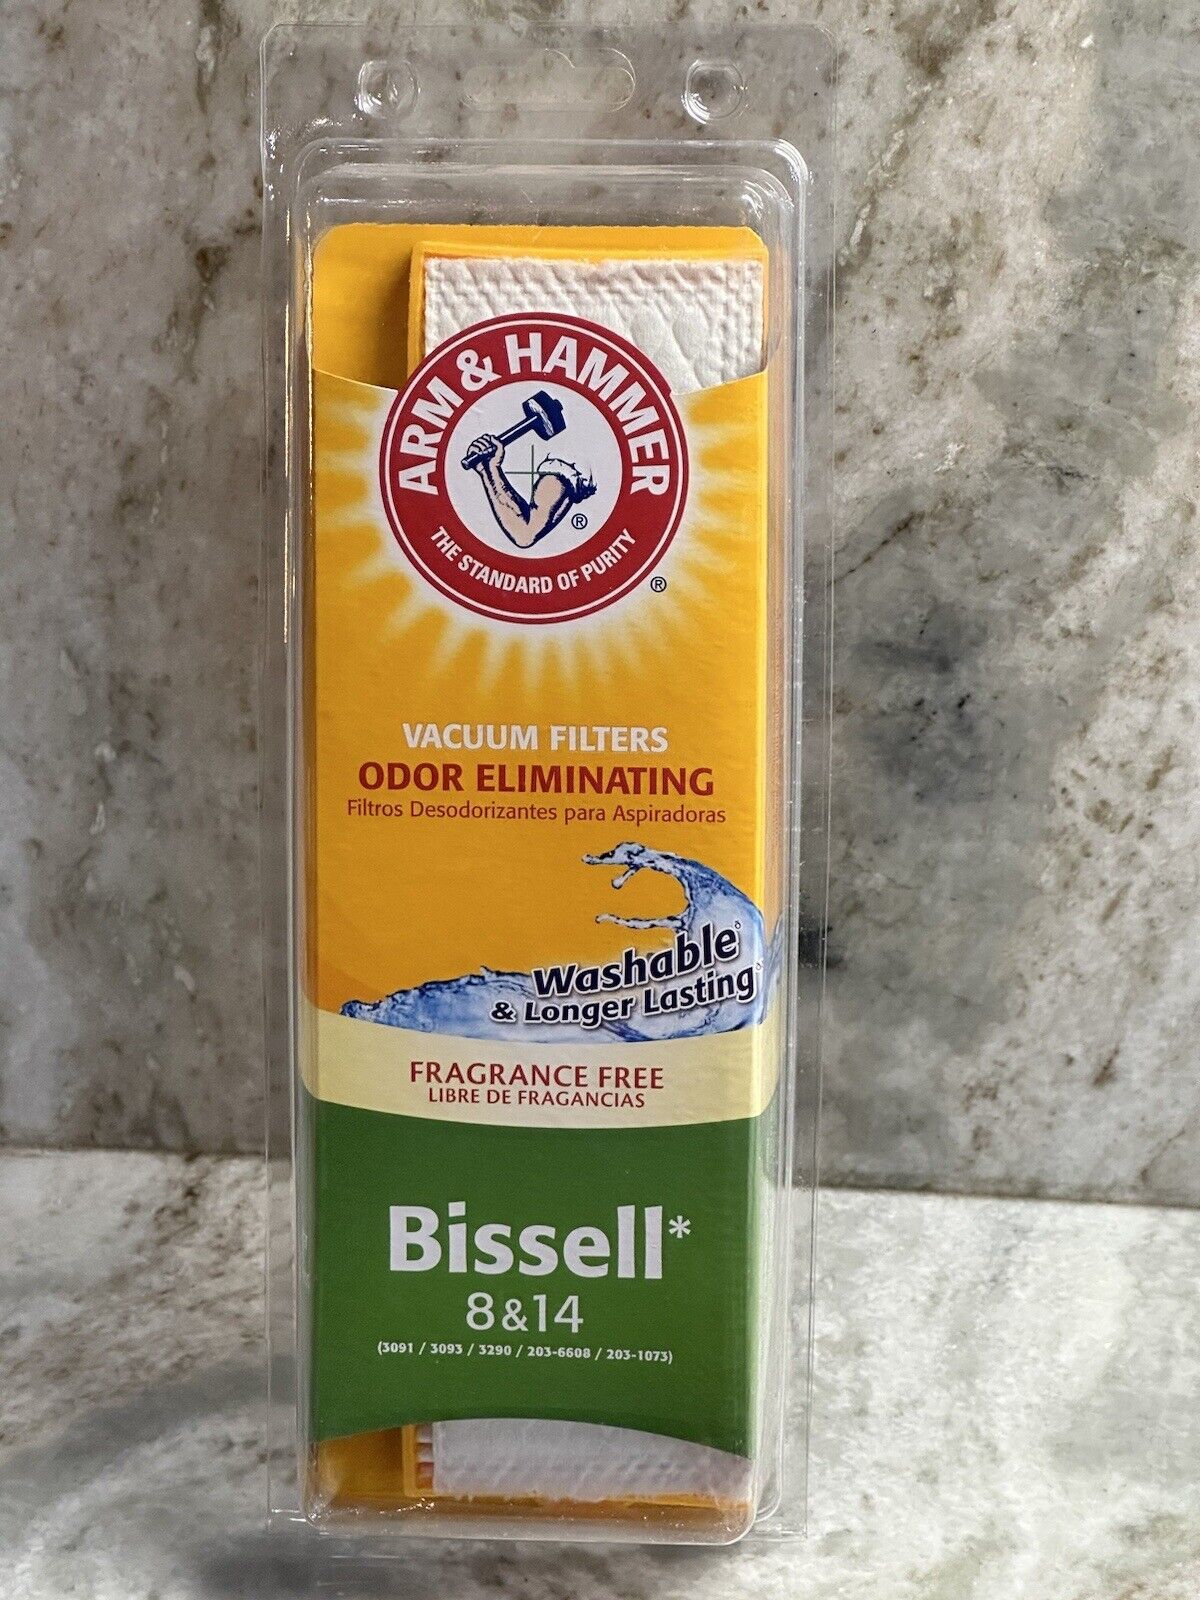 ARM & HAMMER
®
THE STANDARD OF PURITY
®
VACUUM FILTERS
ODOR ELIMINATING
Filtros Desodorizantes para Aspiradoras
Washable
& Longer Lasting
FRAGRANCE FREE
LIBRE DE FRAGANCIAS
Bissell*
8&14
(3091 / 3093 / 3290 / 203-6608 / 203-1073)